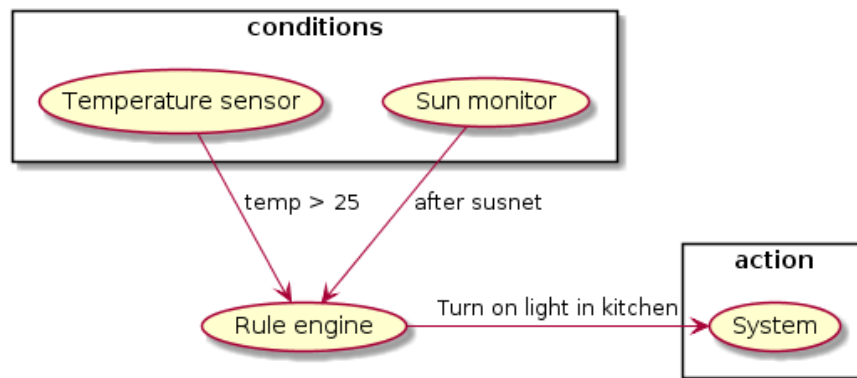 conditions
Temperature sensor
Sun monitor
temp > 25
after susnet
action
Turn on light in kitchen
Rule engine
System